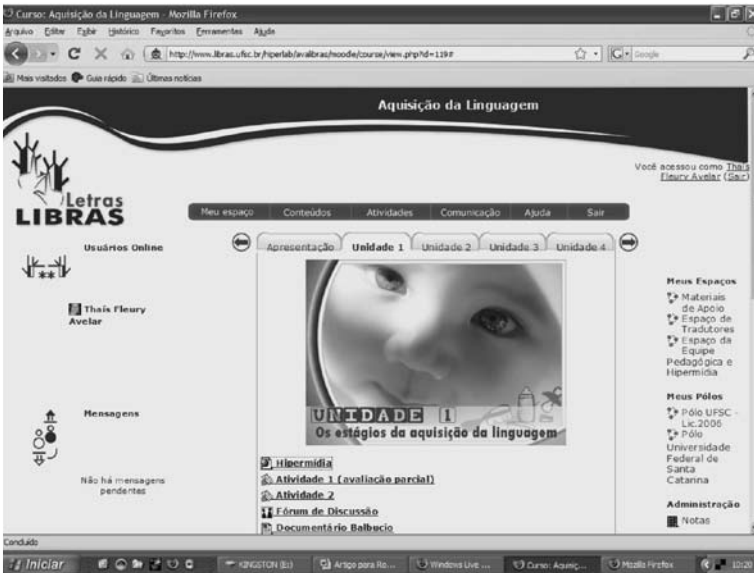 Curso: Aquisição da Linguagem - Mozilla Firefox
Arquivo Editar Exibir Histórico Favoritos Ferramentas Ajuda
http://www.libras.ufsc.br/hiperlab/avalibras/moodle/course/view.php?id=119#
Google
Mais visitados Guia rápido Últimas notícias
Aquisição da Linguagem
Você acessou como Thaís
Fleury Avelar (Sair)
Letras
LIBRAS
Meu espaço Conteúdos Atividades Comunicação Ajuda Sair
Usuários Online
Apresentação Unidade 1 Unidade 2 Unidade 3 Unidade 4
Thaís Fleury
Avelar
UNIDADE 1
Os estágios da aquisição da linguagem
Mensagens
Não há mensagens
pendentes
Hipermídia
Atividade 1 (avaliação parcial)
Atividade 2
Fórum de Discussão
Documentário Balbucio
Meus Espaços
Materiais
de Apoio
Espaço de
Tradutores
Espaço da
Equipe
Pedagógica e
Hipermídia
Meus Pólos
Pólo UFSC -
Lic.2006
Pólo
Universidade
Federal de
Santa
Catarina
Administração
Notas
Concluído
Iniciar KINGSTON (E:) Artigo para Ro... Windows Live ... Curso: Aquisiç... Mozilla Firefox 10:20